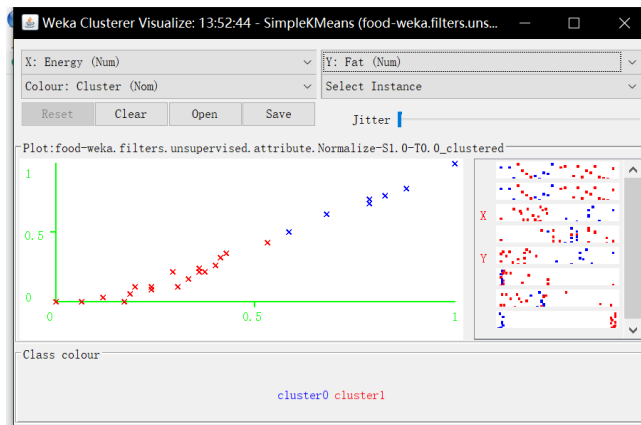 Weka Clusterer Visualize: 13:52:44 - SimpleKMeans (food-weka.filters.uns...
X: Energy (Num) Y: Fat (Num)
Colour: Cluster (Nom) Select Instance
Reset Clear Open Save Jitter
Plot:food-weka.filters.unsupervised.attribute.Normalize-S1.0-T0.0_clustered
1
0.5
0
0 0.5 1
X
Y
Class colour
cluster0 cluster1